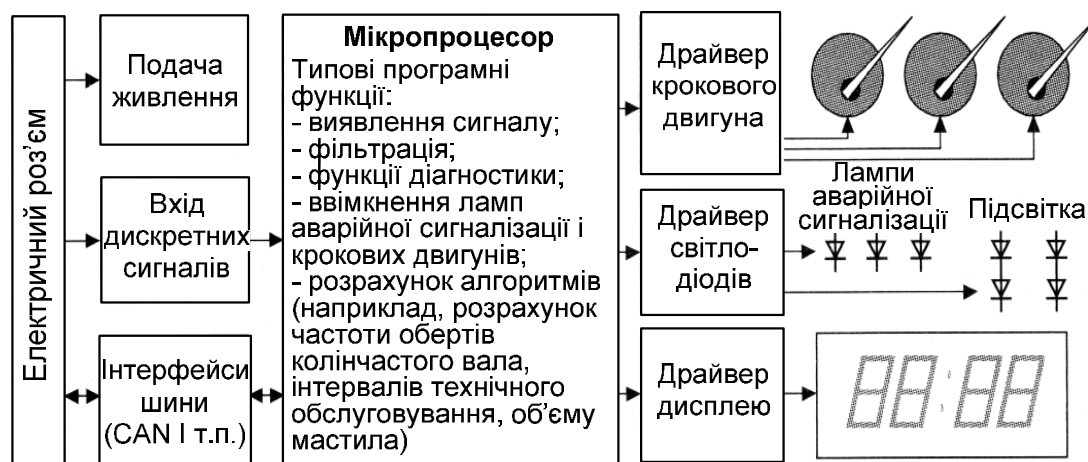 Електричний роз’єм
Подача
живлення
Вхід
дискретних
сигналів
Інтерфейси
шини
(CAN І т.п.)
Мікропроцесор
Типові програмні
функції:
- виявлення сигналу;
- фільтрація;
- функції діагностики;
- ввімкнення ламп
аварійної сигналізації і
крокових двигунів;
- розрахунок алгоритмів
(наприклад, розрахунок
частоти обертів
колінчастого вала,
інтервалів технічного
обслуговування, об’єму
мастила)
Драйвер
крокового
двигуна
Драйвер
світло-
діодів
Драйвер
дисплею
Лампи
аварійної
сигналізації
Підсвітка
88:88